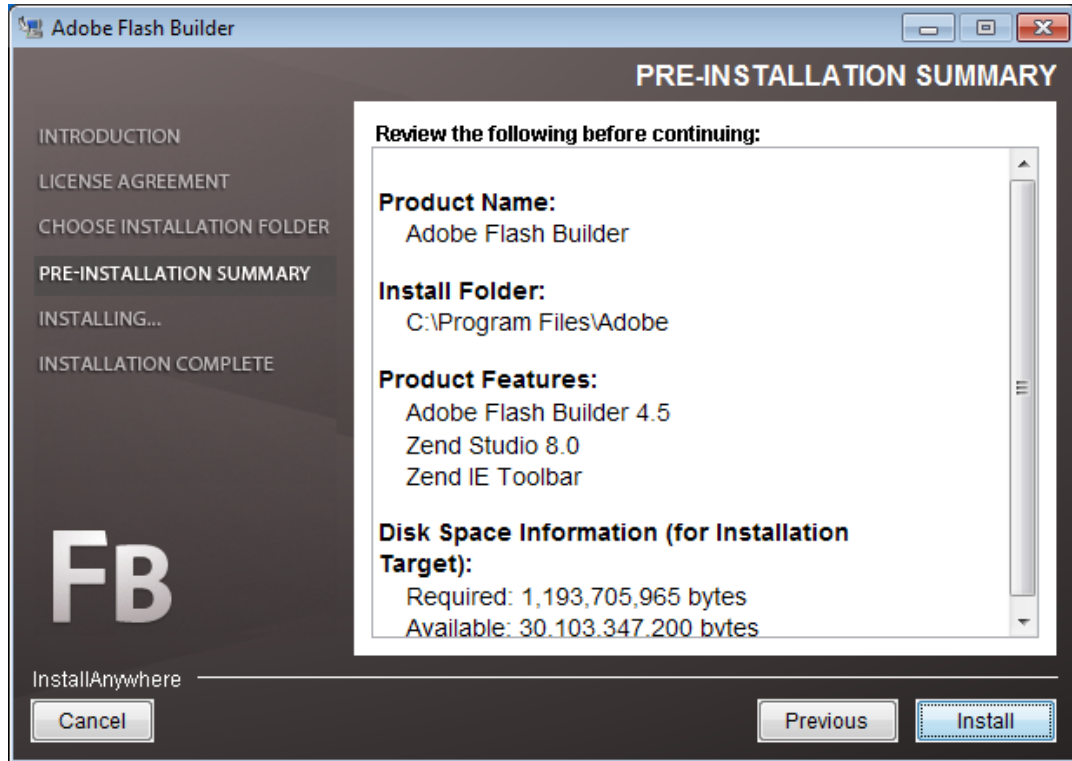 Adobe Flash Builder
PRE-INSTALLATION SUMMARY
INTRODUCTION
LICENSE AGREEMENT
CHOOSE INSTALLATION FOLDER
PRE-INSTALLATION SUMMARY
INSTALLING...
INSTALLATION COMPLETE
FB
Review the following before continuing:
Product Name:
Adobe Flash Builder
Install Folder:
C:\Program Files\Adobe
Product Features:
Adobe Flash Builder 4.5
Zend Studio 8.0
Zend IE Toolbar
Disk Space Information (for Installation
Target):
Required: 1,193,705,965 bytes
Available: 30,103,347,200 bytes
InstallAnywhere
Cancel
Previous
Install